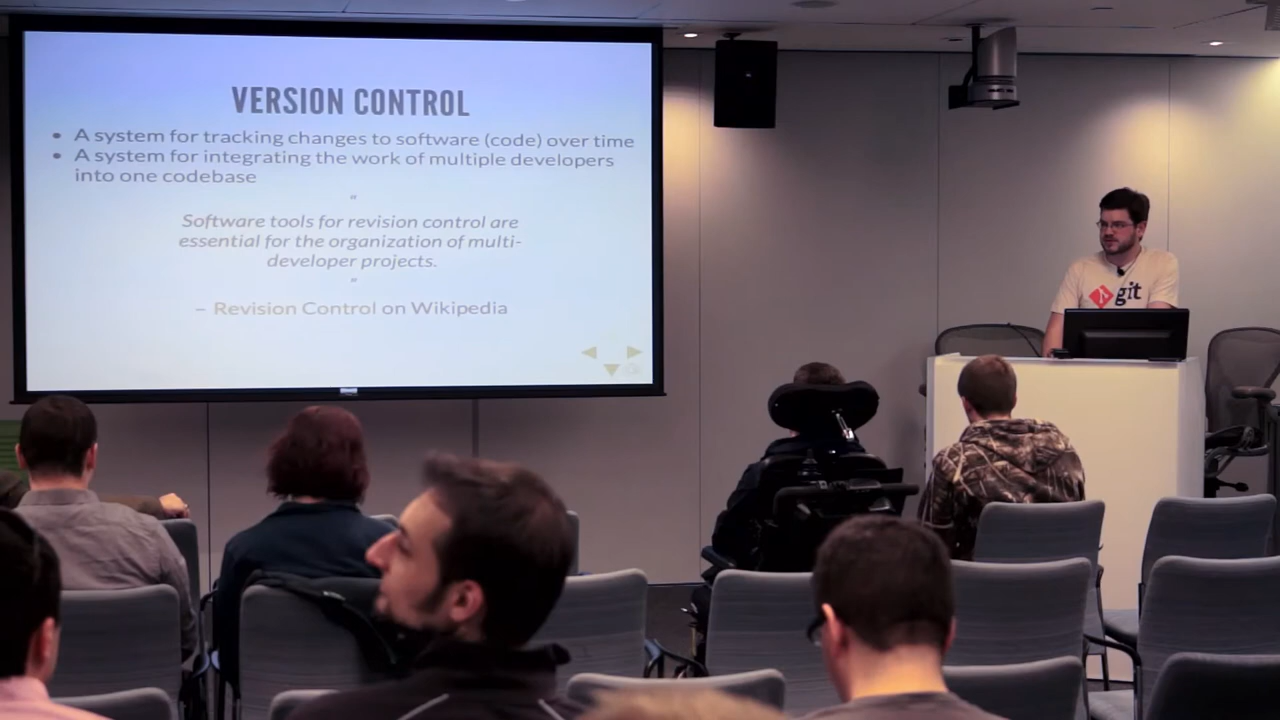 VERSION CONTROL
• A system for tracking changes to software (code) over time
• A system for integrating the work of multiple developers
into one codebase
"
Software tools for revision control are
essential for the organization of multi-
developer projects.
"
– Revision Control on Wikipedia
git